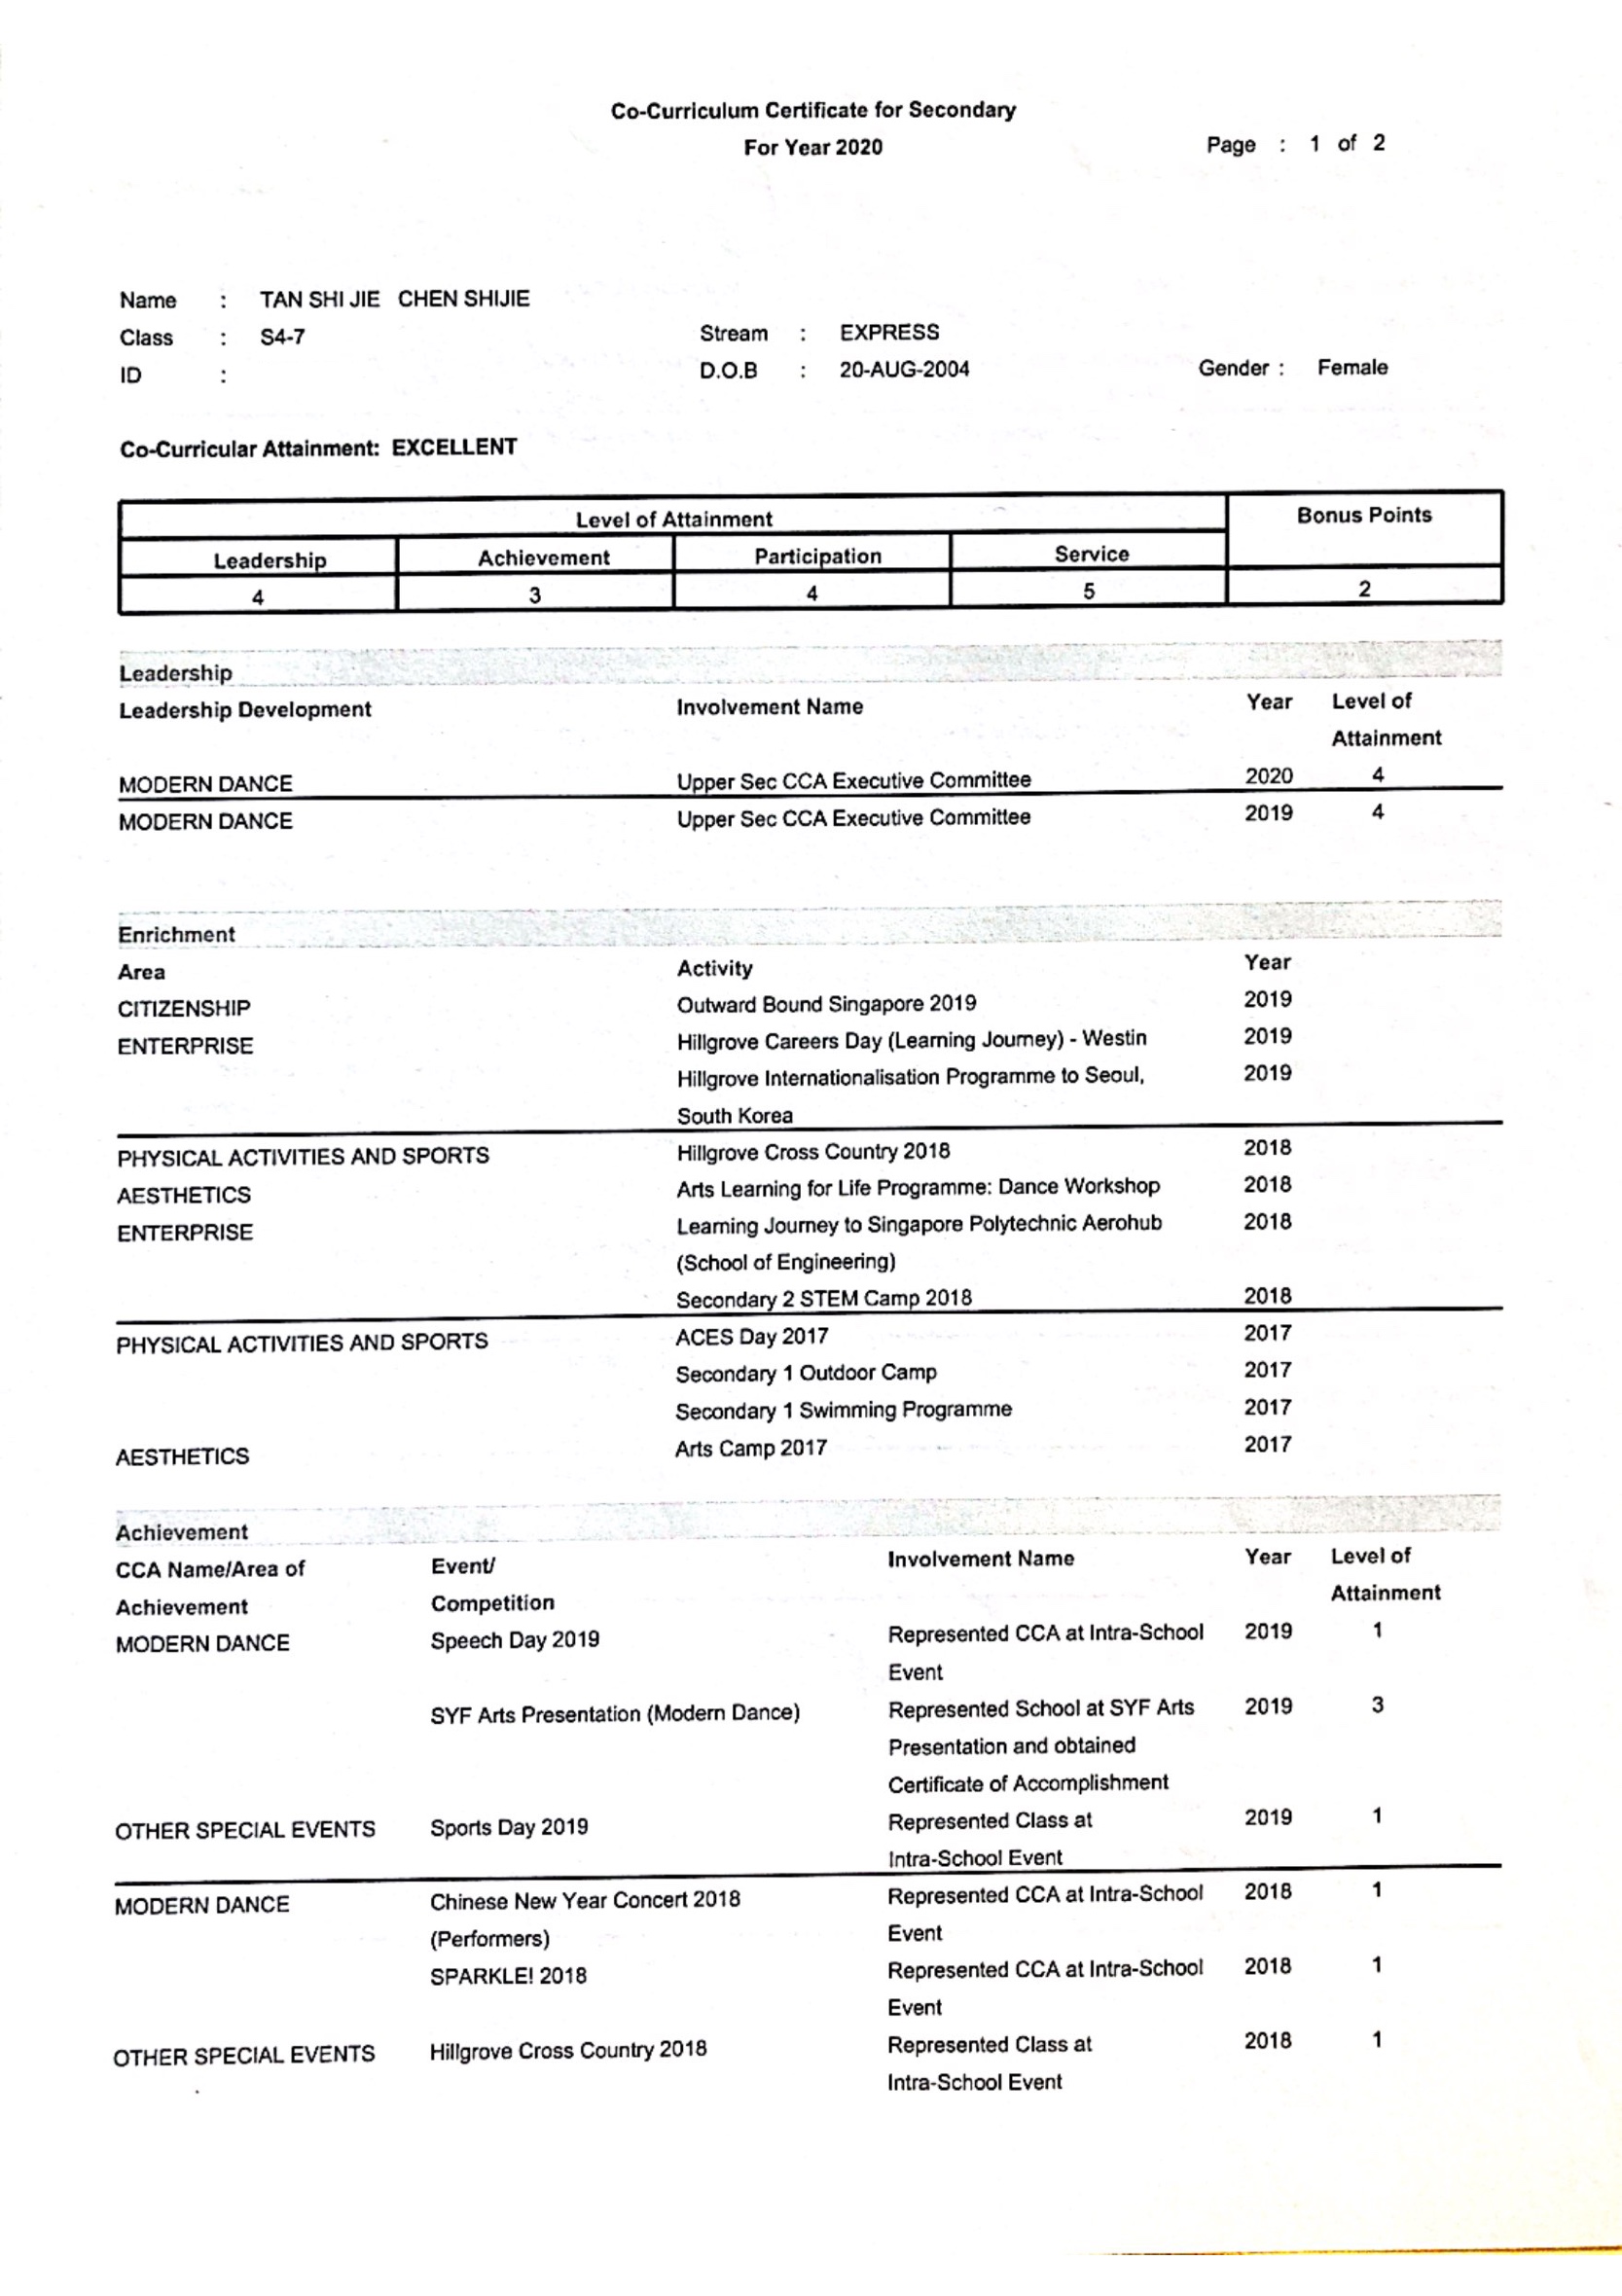 Co-Curriculum Certificate for Secondary
For Year 2020
Page : 1 of 2
Name : TAN SHI JIE CHEN SHIJIE
Class : S4-7 Stream : EXPRESS
ID : D.O.B : 20-AUG-2004 Gender : Female
Co-Curricular Attainment: EXCELLENT
Level of Attainment Bonus Points
Leadership Achievement Participation Service
4 3 4 5 2
Leadership
Leadership Development Involvement Name Year Level of
Attainment
MODERN DANCE Upper Sec CCA Executive Committee 2020 4
MODERN DANCE Upper Sec CCA Executive Committee 2019 4
Enrichment
Area Activity Year
CITIZENSHIP Outward Bound Singapore 2019 2019
ENTERPRISE Hillgrove Careers Day (Learning Journey) - Westin 2019
Hillgrove Internationalisation Programme to Seoul, 2019
South Korea
PHYSICAL ACTIVITIES AND SPORTS Hillgrove Cross Country 2018 2018
AESTHETICS Arts Learning for Life Programme: Dance Workshop 2018
ENTERPRISE Learning Journey to Singapore Polytechnic Aerohub 2018
(School of Engineering)
Secondary 2 STEM Camp 2018 2018
PHYSICAL ACTIVITIES AND SPORTS ACES Day 2017 2017
Secondary 1 Outdoor Camp 2017
Secondary 1 Swimming Programme 2017
AESTHETICS Arts Camp 2017 2017
Achievement
CCA Name/Area of Event/ Involvement Name Year Level of
Achievement Competition Attainment
MODERN DANCE Speech Day 2019 Represented CCA at Intra-School 2019 1
Event
SYF Arts Presentation (Modern Dance) Represented School at SYF Arts 2019 3
Presentation and obtained
Certificate of Accomplishment
OTHER SPECIAL EVENTS Sports Day 2019 Represented Class at 2019 1
Intra-School Event
MODERN DANCE Chinese New Year Concert 2018 Represented CCA at Intra-School 2018 1
(Performers) Event
SPARKLE! 2018 Represented CCA at Intra-School 2018 1
Event
OTHER SPECIAL EVENTS Hillgrove Cross Country 2018 Represented Class at 2018 1
Intra-School Event